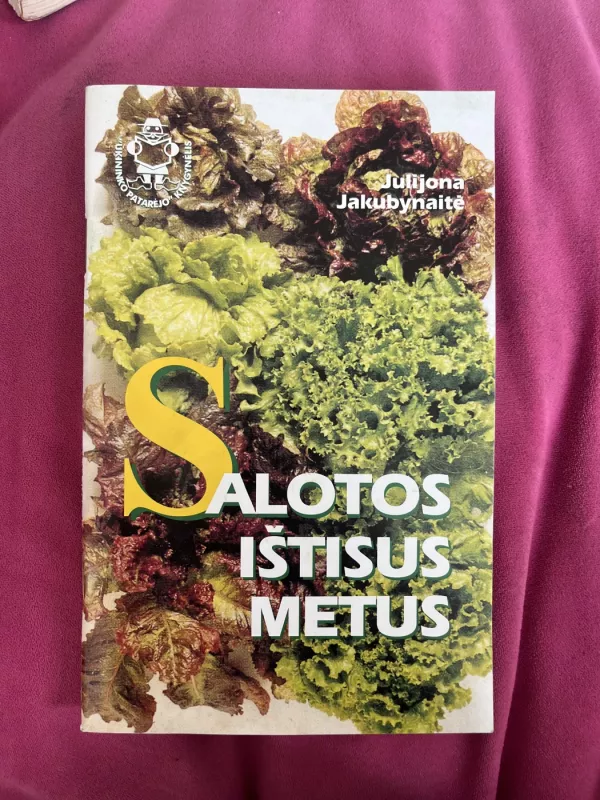 „ŪKININKO PATARĖJO“ KNYGYNĖLIS
Julijona
Jakubynaitė
SALOTOS
IŠTISUS
METUS